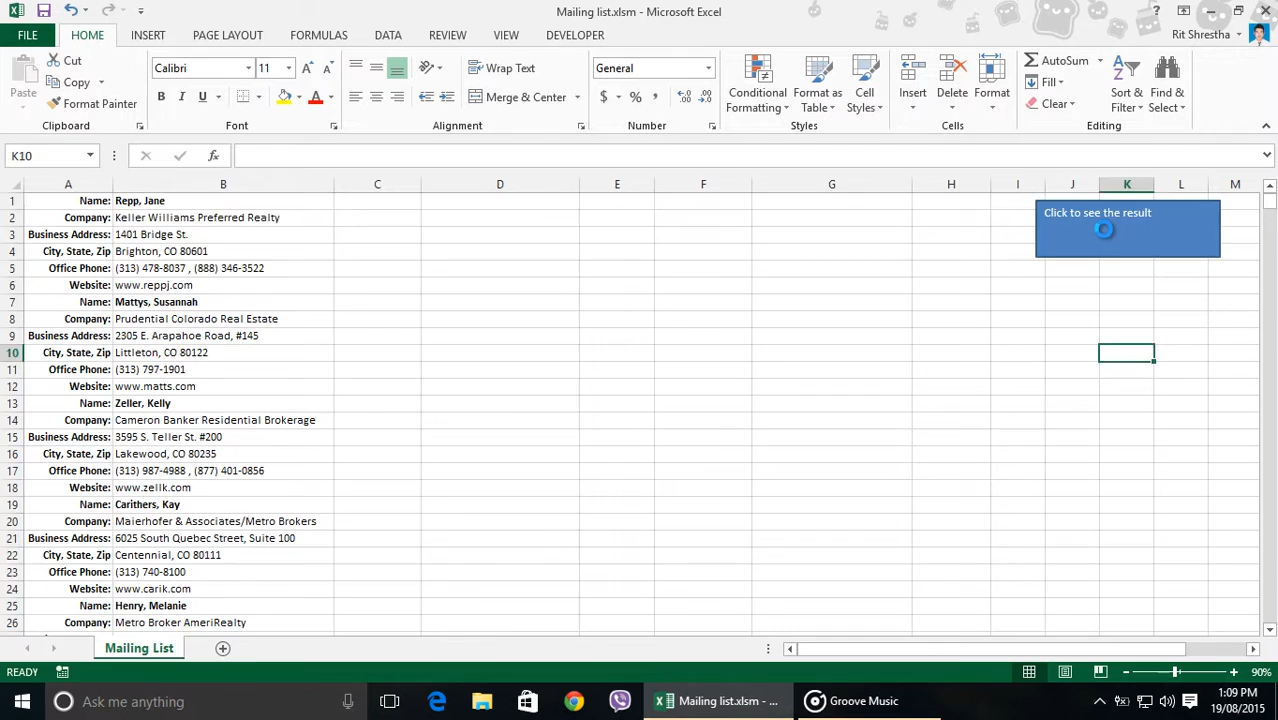 Mailing list.xlsm - Microsoft Excel
FILE HOME INSERT PAGE LAYOUT FORMULAS DATA REVIEW VIEW DEVELOPER Rit Shrestha
Paste Cut Copy Format Painter Clipboard
Calibri 11 B I U A Font
Wrap Text Merge & Center Alignment
General $ % , Number
Conditional Formatting Format as Table Cell Styles Styles
Insert Delete Format Cells
AutoSum Fill Clear Sort & Filter Find & Select Editing
K10 fx
A B C D E F G H I J K L M
1 Name: Repp, Jane
Click to see the result
2 Company: Keller Williams Preferred Realty
3 Business Address: 1401 Bridge St.
4 City, State, Zip Brighton, CO 80601
5 Office Phone: (313) 478-8037 , (888) 346-3522
6 Website: www.reppj.com
7 Name: Mattys, Susannah
8 Company: Prudential Colorado Real Estate
9 Business Address: 2305 E. Arapahoe Road, #145
10 City, State, Zip Littleton, CO 80122
11 Office Phone: (313) 797-1901
12 Website: www.matts.com
13 Name: Zeller, Kelly
14 Company: Cameron Banker Residential Brokerage
15 Business Address: 3595 S. Teller St. #200
16 City, State, Zip Lakewood, CO 80235
17 Office Phone: (313) 987-4988 , (877) 401-0856
18 Website: www.zellk.com
19 Name: Carithers, Kay
20 Company: Maierhofer & Associates/Metro Brokers
21 Business Address: 6025 South Quebec Street, Suite 100
22 City, State, Zip Centennial, CO 80111
23 Office Phone: (313) 740-8100
24 Website: www.carik.com
25 Name: Henry, Melanie
26 Company: Metro Broker AmeriRealty
Mailing List
READY 90%
Ask me anything Mailing list.xlsm - ... Groove Music 1:09 PM
19/08/2015